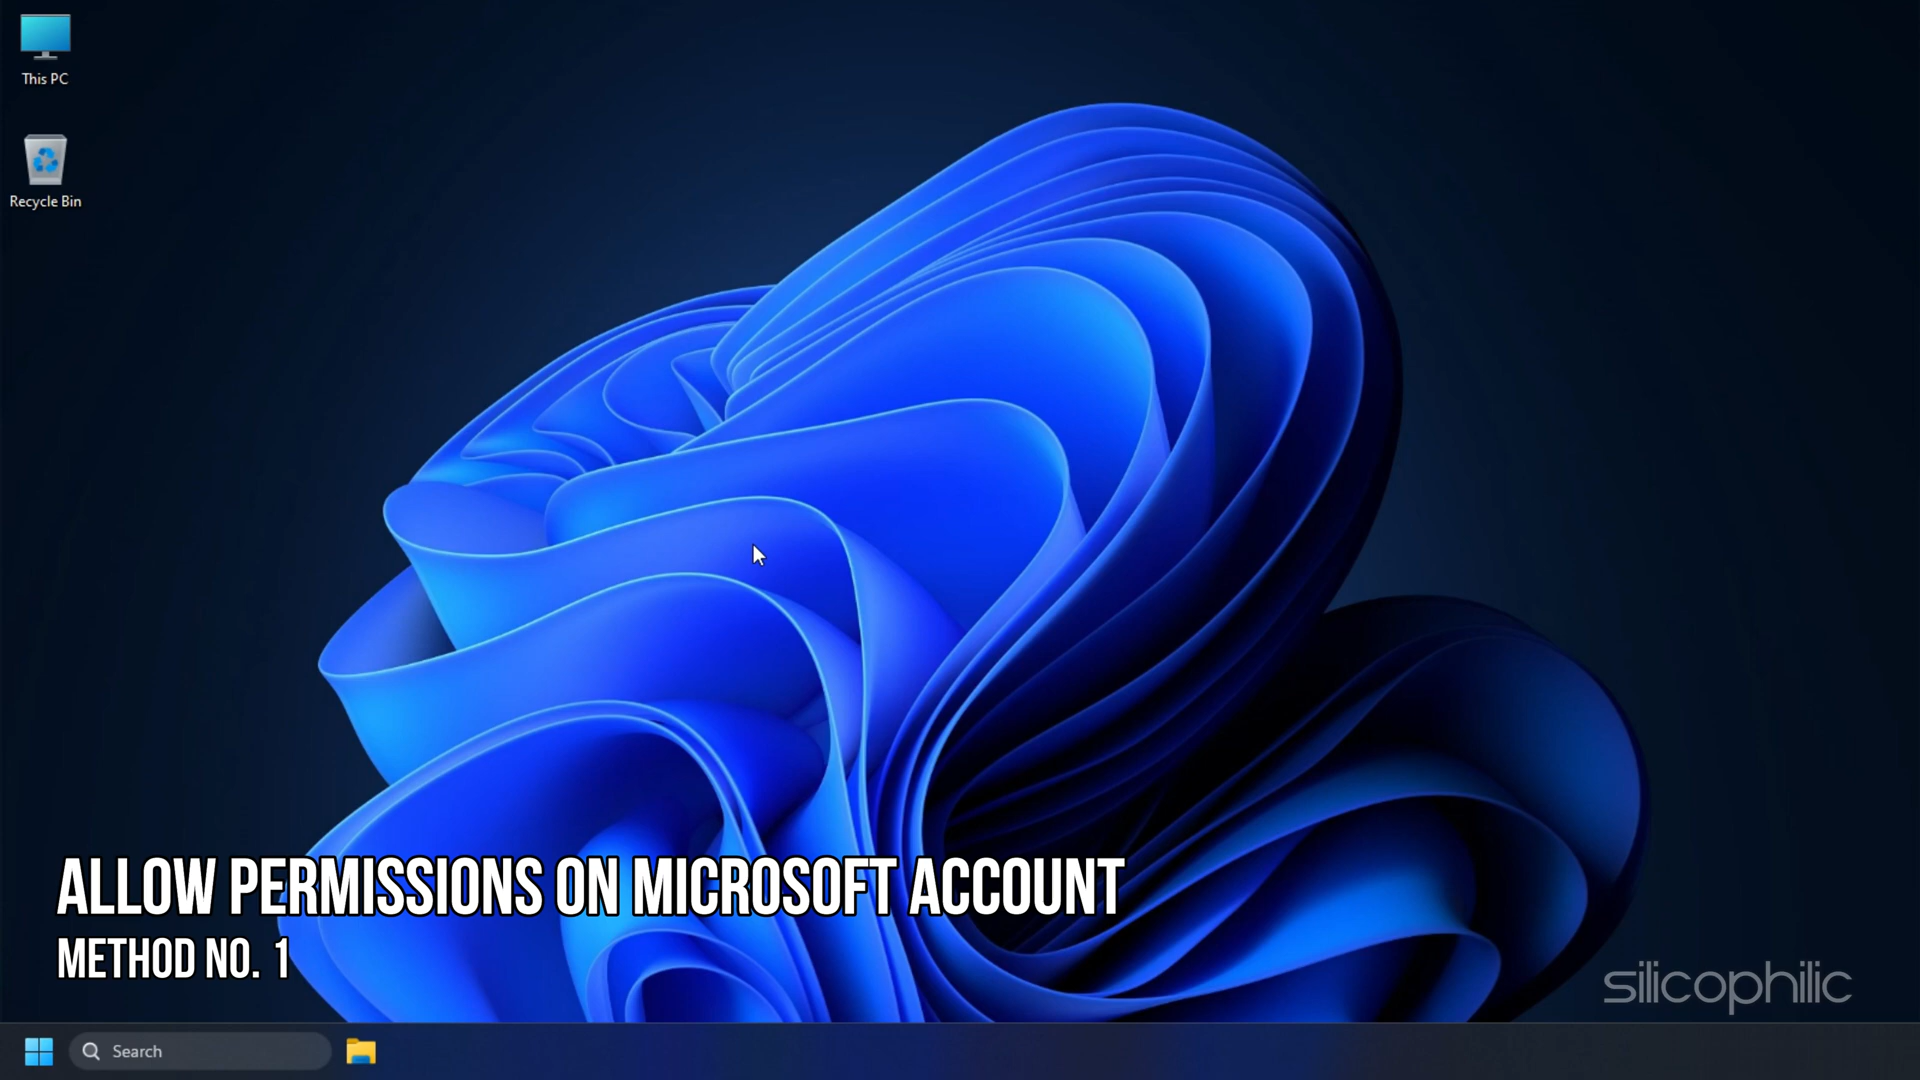 This PC
Recycle Bin
ALLOW PERMISSIONS ON MICROSOFT ACCOUNT
METHOD NO. 1
silicophilic
Search